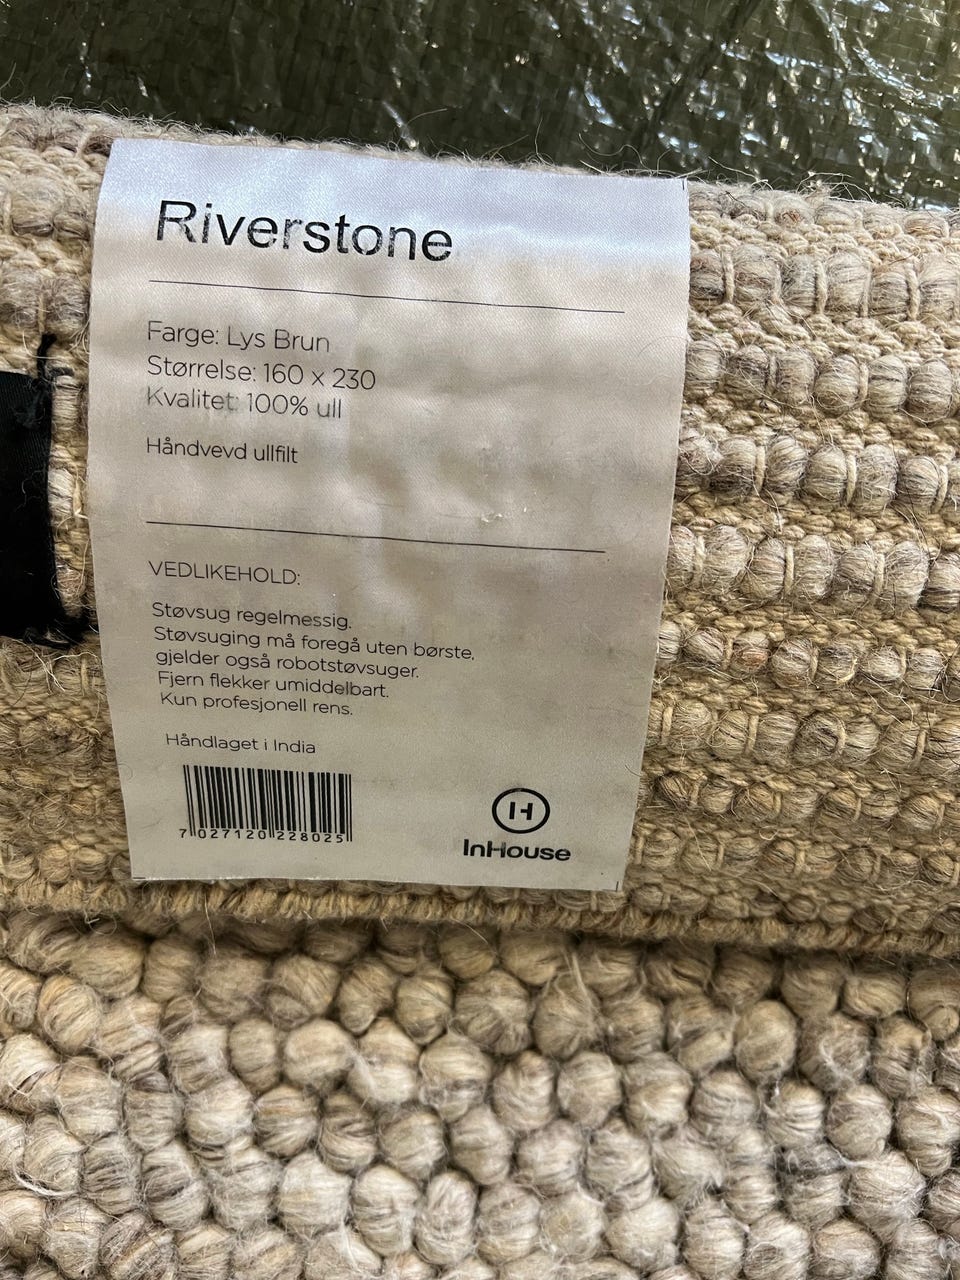 Riverstone
Farge: Lys Brun
Størrelse: 160 x 230
Kvalitet: 100% ull
Håndvevd ullfilt
VEDLIKEHOLD:
Støvsug regelmessig.
Støvsuging må foregå uten børste,
gjelder også robotstøvsuger.
Fjern flekker umiddelbart.
Kun profesjonell rens.
Håndlaget i India
7 027120 228025
H
InHouse